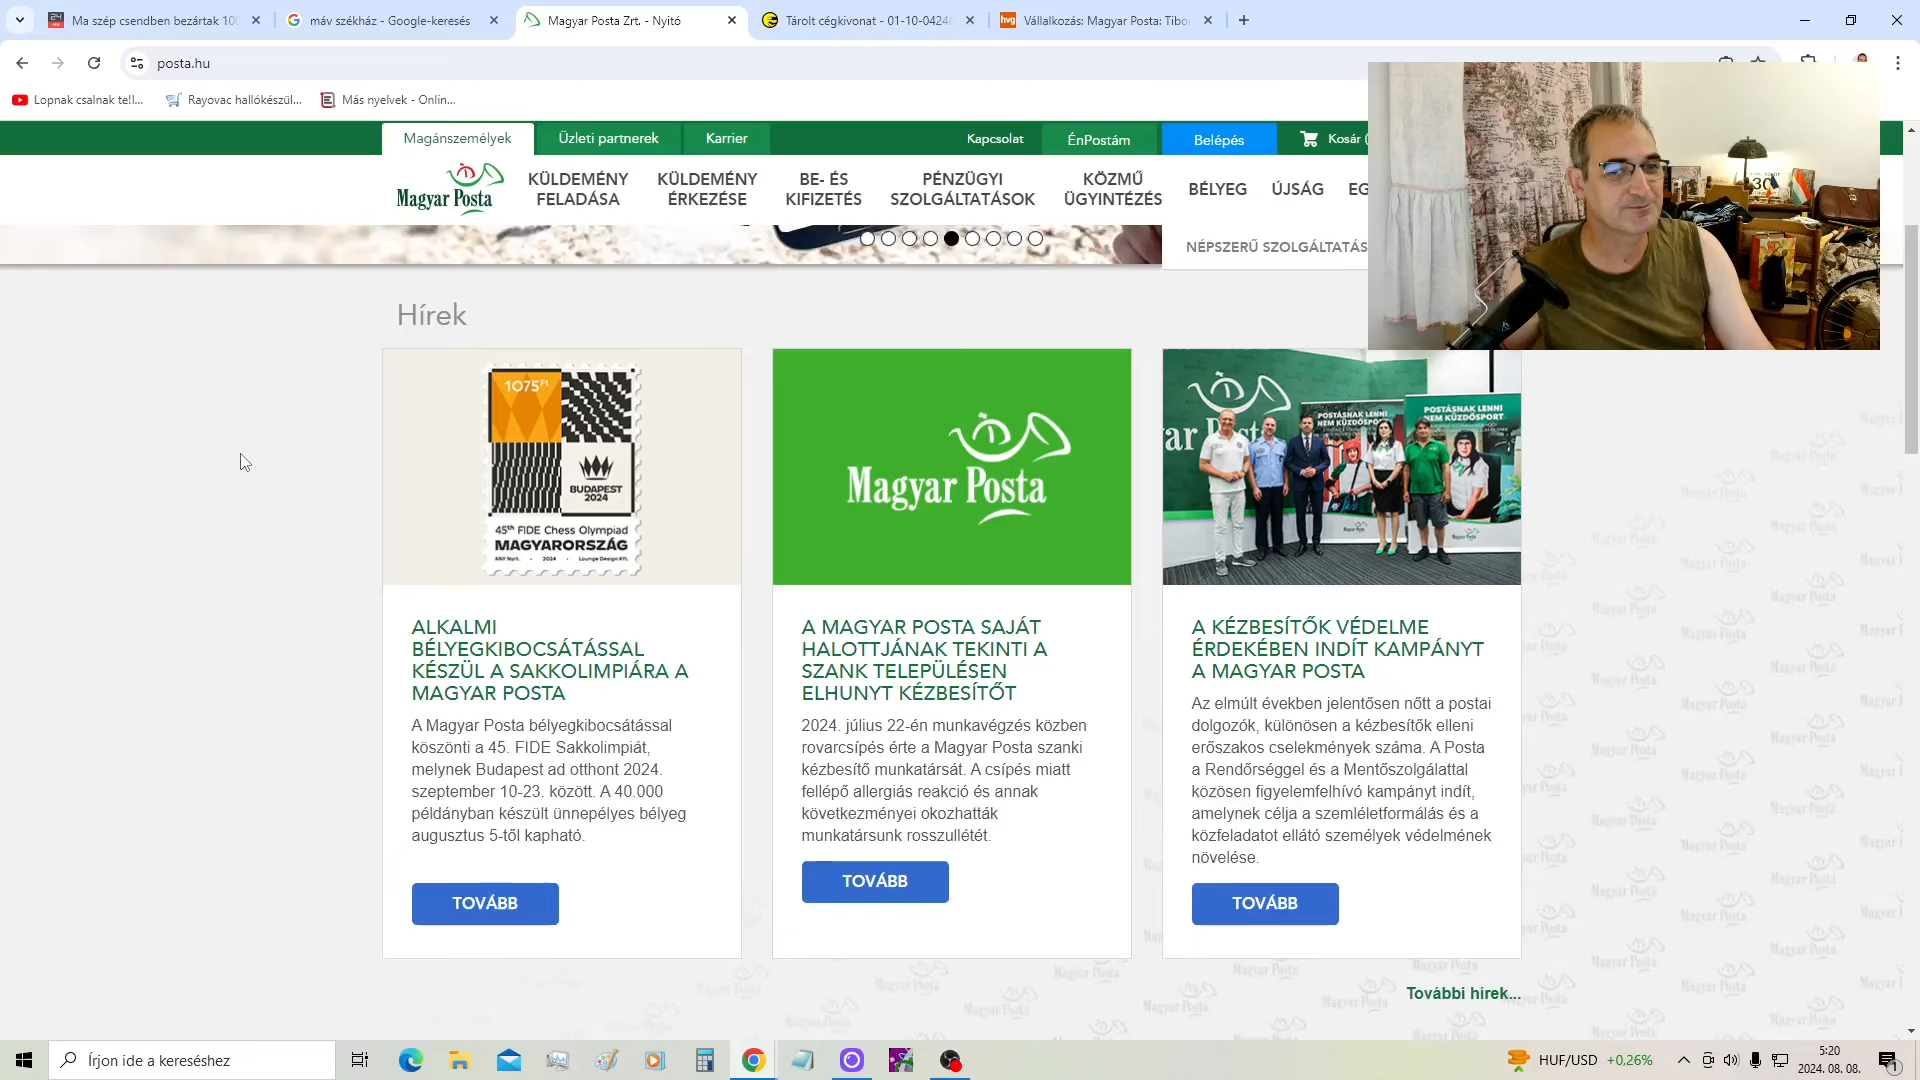 Ma szép csendben bezártak 100
máv székház - Google-keresés
Magyar Posta Zrt. - Nyitó
Tárolt cégkivonat - 01-10-0424
hvg
Vállalkozás: Magyar Posta: Tibo
posta.hu
Lopnak csalnak te!l...
Rayovac hallókészül...
Más nyelvek - Onlin...
Magánszemélyek
Üzleti partnerek
Karrier
Kapcsolat
ÉnPostám
Belépés
Kosár (
Magyar Posta
KÜLDEMÉNY
FELADÁSA
KÜLDEMÉNY
ÉRKEZÉSE
BE- ÉS
KIFIZETÉS
PÉNZÜGYI
SZOLGÁLTATÁSOK
KÖZMŰ
ÜGYINTÉZÉS
BÉLYEG
ÚJSÁG
EG
NÉPSZERŰ SZOLGÁLTATÁS
30
Hírek
1075 Ft
BUDAPEST
2024
45th FIDE Chess Olympiad
MAGYARORSZÁG
ANY Nyrt. · 2024 · Lounge Design Kft.
ALKALMI
BÉLYEGKIBOCSÁTÁSSAL
KÉSZÜL A SAKKOLIMPIÁRA A
MAGYAR POSTA
A Magyar Posta bélyegkibocsátással
köszönti a 45. FIDE Sakkolimpiát,
melynek Budapest ad otthont 2024.
szeptember 10-23. között. A 40.000
példányban készült ünnepélyes bélyeg
augusztus 5-től kapható.
TOVÁBB
Magyar Posta
A MAGYAR POSTA SAJÁT
HALOTTJÁNAK TEKINTI A
SZANK TELEPÜLÉSEN
ELHUNYT KÉZBESÍTŐT
2024. július 22-én munkavégzés közben
rovarcsípés érte a Magyar Posta szanki
kézbesítő munkatársát. A csípés miatt
fellépő allergiás reakció és annak
következményei okozhatták
munkatársunk rosszullétét.
TOVÁBB
POSTÁSNAK LENNI
NEM KÜZDŐSPORT
POSTÁSNAK LENNI
NEM KÜZDŐSPORT
A KÉZBESÍTŐK VÉDELME
ÉRDEKÉBEN INDÍT KAMPÁNYT
A MAGYAR POSTA
Az elmúlt években jelentősen nőtt a postai
dolgozók, különösen a kézbesítők elleni
erőszakos cselekmények száma. A Posta
a Rendőrséggel és a Mentőszolgálattal
közösen figyelemfelhívó kampányt indít,
amelynek célja a szemléletformálás és a
közfeladatot ellátó személyek védelmének
növelése.
TOVÁBB
További hírek...
Írjon ide a kereséshez
HUF/USD +0,26%
5:20
2024. 08. 08.
1